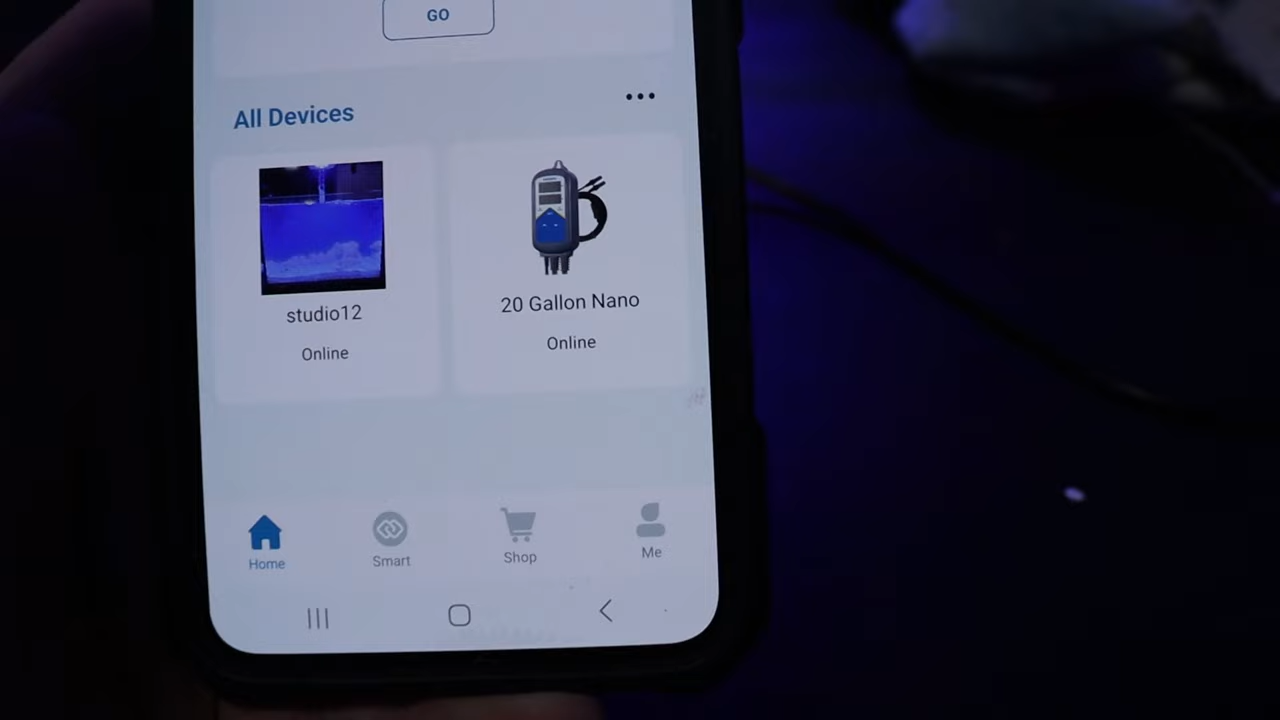 GO
All Devices
studio12
Online
20 Gallon Nano
Online
Home
Smart
Shop
Me